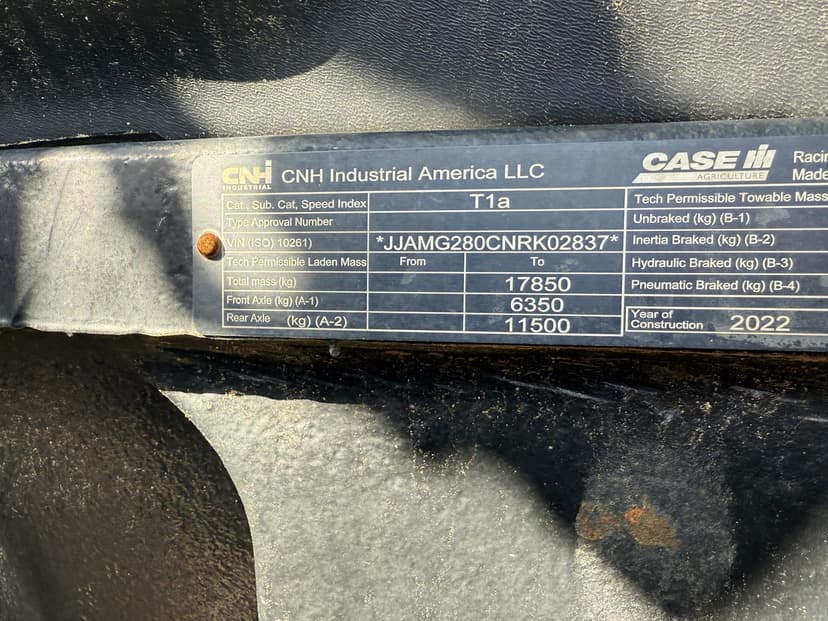 CNH INDUSTRIAL CNH Industrial America LLC
CASE IH AGRICULTURE
Cat., Sub. Cat, Speed Index T1a
Type Approval Number
VIN (ISO) 10261) *JJAMG280CNRK02837*
Tech Permissible Laden Mass From To
Total mass (kg) 17850
Front Axle (kg) (A-1) 6350
Rear Axle (kg) (A-2) 11500
Racin
Made
Tech Permissible Towable Mass
Unbraked (kg) (B-1)
Inertia Braked (kg) (B-2)
Hydraulic Braked (kg) (B-3)
Pneumatic Braked (kg) (B-4)
Year of
Construction 2022